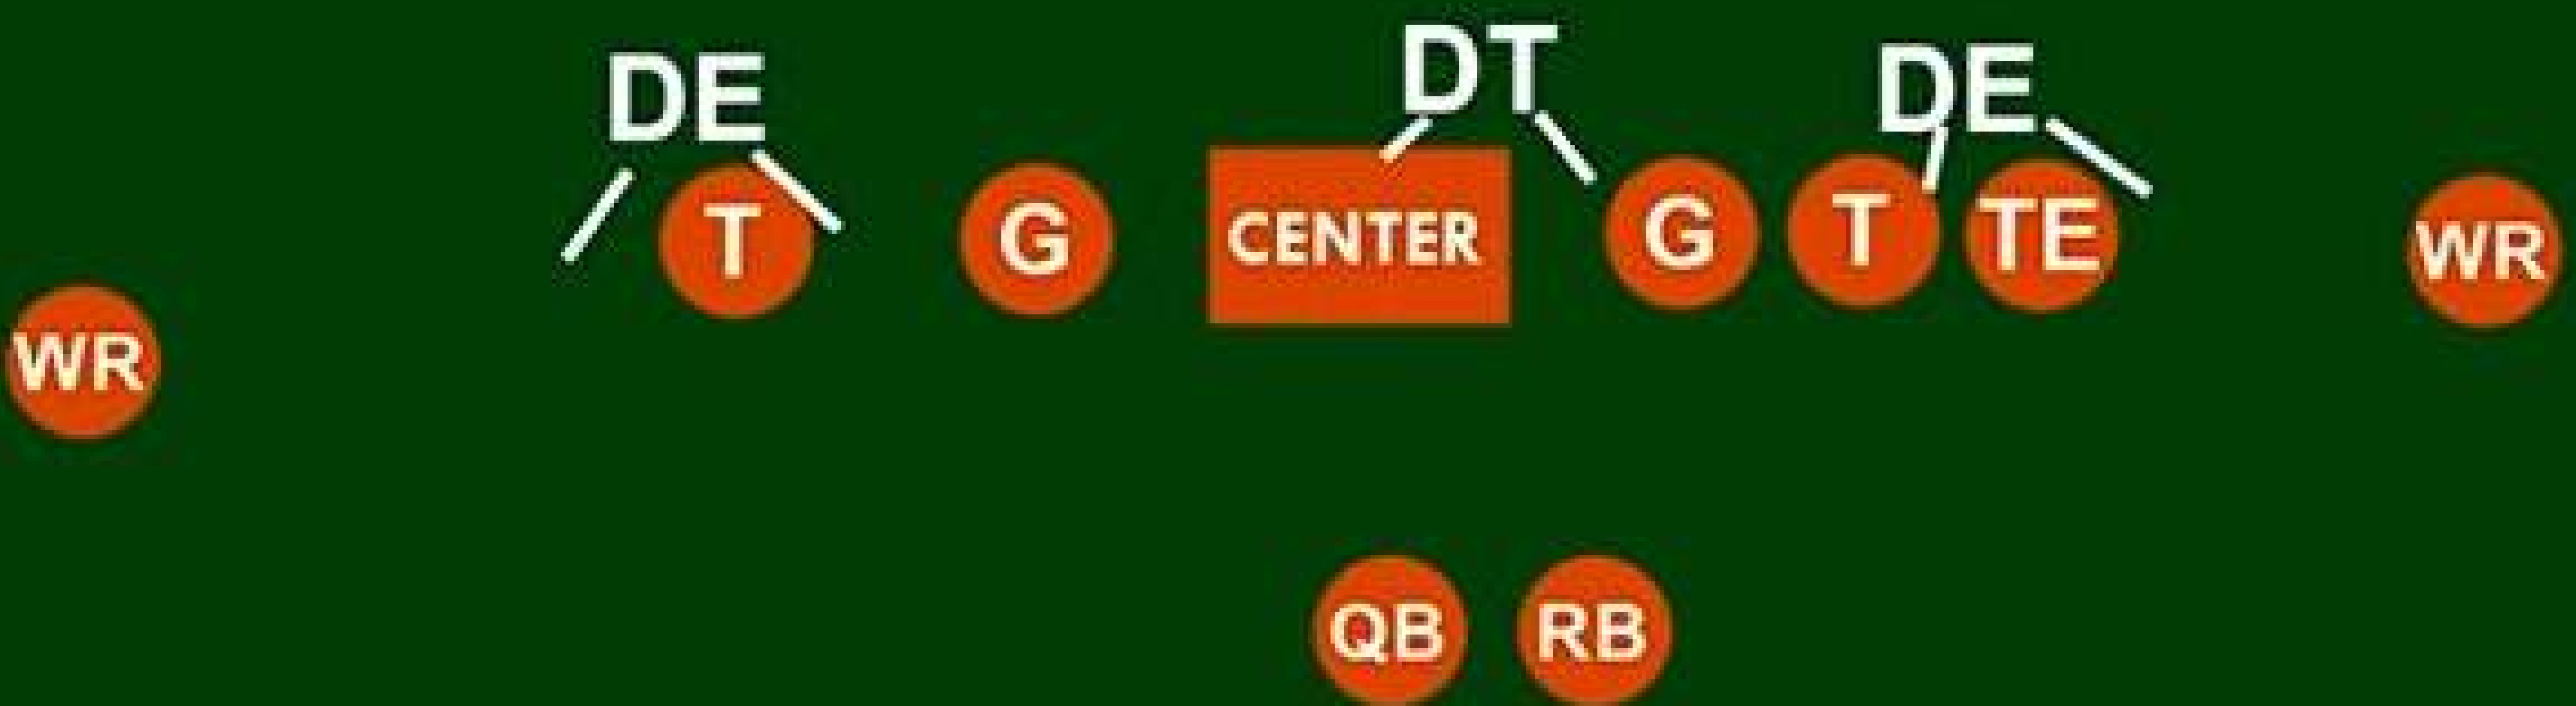 DE DT DE
T G CENTER G T TE WR
WR
QB RB